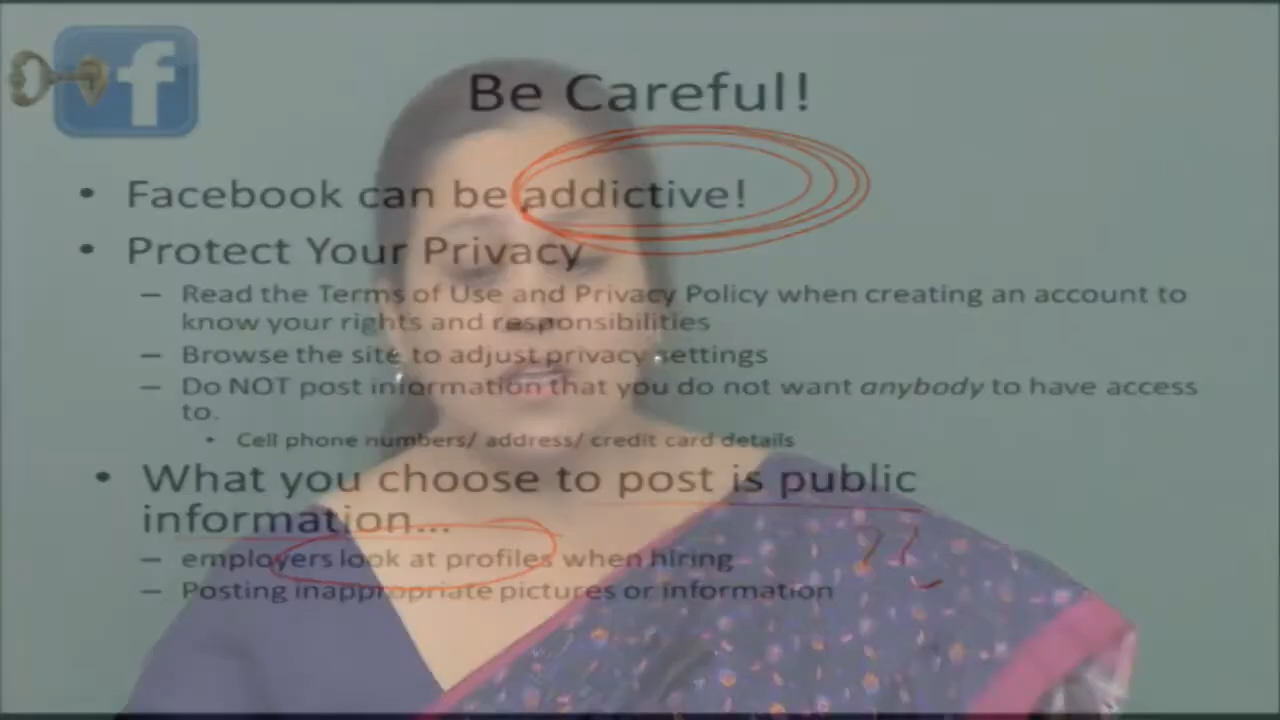 f
Be Careful!
• Facebook can be addictive!
• Protect Your Privacy
– Read the Terms of Use and Privacy Policy when creating an account to
know your rights and responsibilities
– Browse the site to adjust privacy settings
– Do NOT post information that you do not want anybody to have access
to.
• Cell phone numbers/ address/ credit card details
• What you choose to post is public
information...
– employers look at profiles when hiring
– Posting inappropriate pictures or information